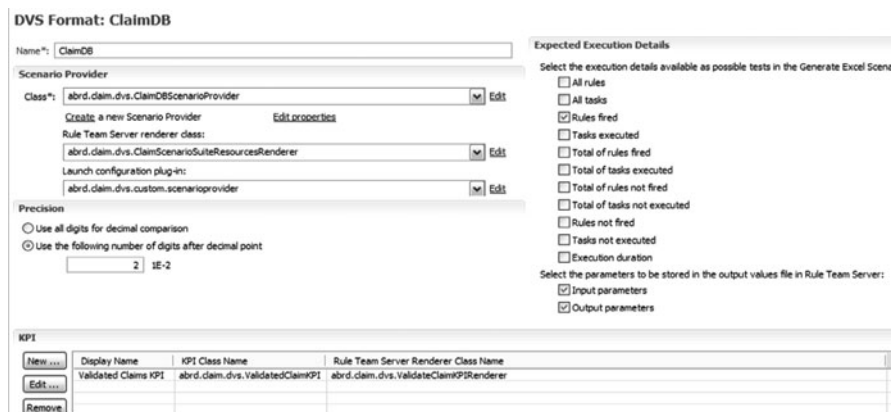 DVS Format: ClaimDB
Name*: ClaimDB
Scenario Provider
Class*: abrd.claim.dvs.ClaimDBScenarioProvider Edit
Create a new Scenario Provider Edit properties
Rule Team Server renderer class:
abrd.claim.dvs.ClaimScenarioSuiteResourcesRenderer Edit
Launch configuration plug-in:
abrd.claim.dvs.custom.scenarioprovider Edit
Precision
Use all digits for decimal comparison
Use the following number of digits after decimal point
2 1E-2
Expected Execution Details
Select the execution details available as possible tests in the Generate Excel Scena
All rules
All tasks
Rules fired
Tasks executed
Total of rules fired
Total of tasks executed
Total of rules not fired
Total of tasks not executed
Rules not fired
Tasks not executed
Execution duration
Select the parameters to be stored in the output values file in Rule Team Server:
Input parameters
Output parameters
KPI
New ... Display Name KPI Class Name Rule Team Server Renderer Class Name
Validated Claims KPI abrd.claim.dvs.ValidatedClaimKPI abrd.claim.dvs.ValidateClaimKPIRenderer
Edit ...
Remove